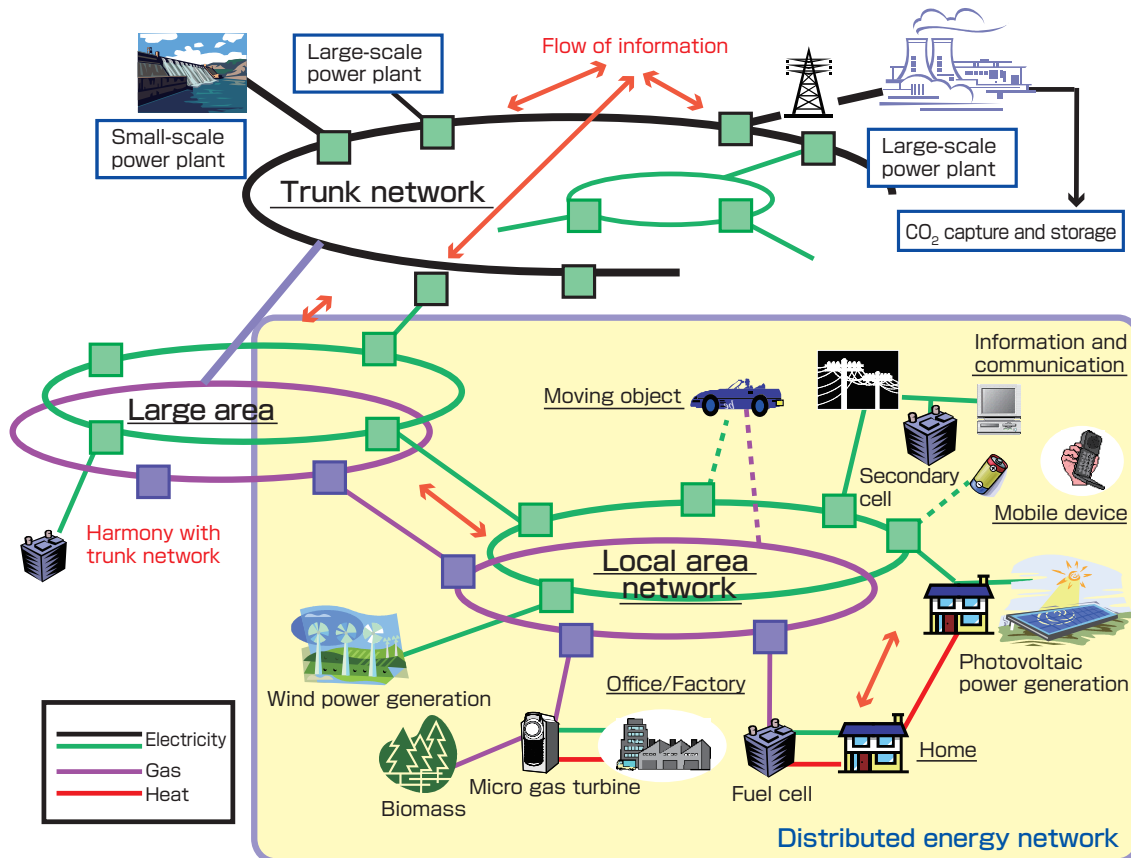 Large-scale
power plant
Flow of information
Small-scale
power plant
Large-scale
power plant
Trunk network
CO₂ capture and storage
Information and
communication
Moving object
Large area
Secondary
cell
Mobile device
Harmony with
trunk network
Local area
network
Photovoltaic
power generation
Wind power generation
Office/Factory
Electricity
Gas
Heat
Home
Micro gas turbine
Fuel cell
Biomass
Distributed energy network